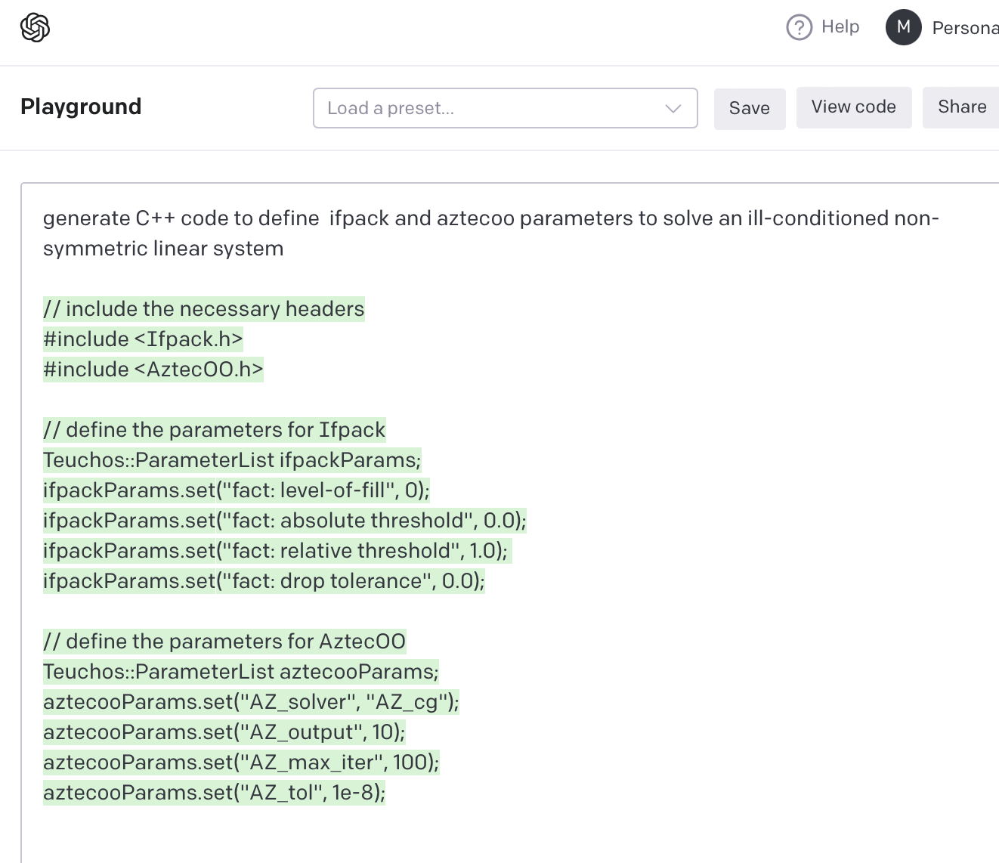 Help
M
Persona
Playground
Load a preset...
Save
View code
Share
generate C++ code to define  ifpack and aztecoo parameters to solve an ill-conditioned non-
symmetric linear system
// include the necessary headers
#include <Ifpack.h>
#include <AztecOO.h>
// define the parameters for Ifpack
Teuchos::ParameterList ifpackParams;
ifpackParams.set("fact: level-of-fill", 0);
ifpackParams.set("fact: absolute threshold", 0.0);
ifpackParams.set("fact: relative threshold", 1.0);
ifpackParams.set("fact: drop tolerance", 0.0);
// define the parameters for AztecOO
Teuchos::ParameterList aztecooParams;
aztecooParams.set("AZ_solver", "AZ_cg");
aztecooParams.set("AZ_output", 10);
aztecooParams.set("AZ_max_iter", 100);
aztecooParams.set("AZ_tol", 1e-8);